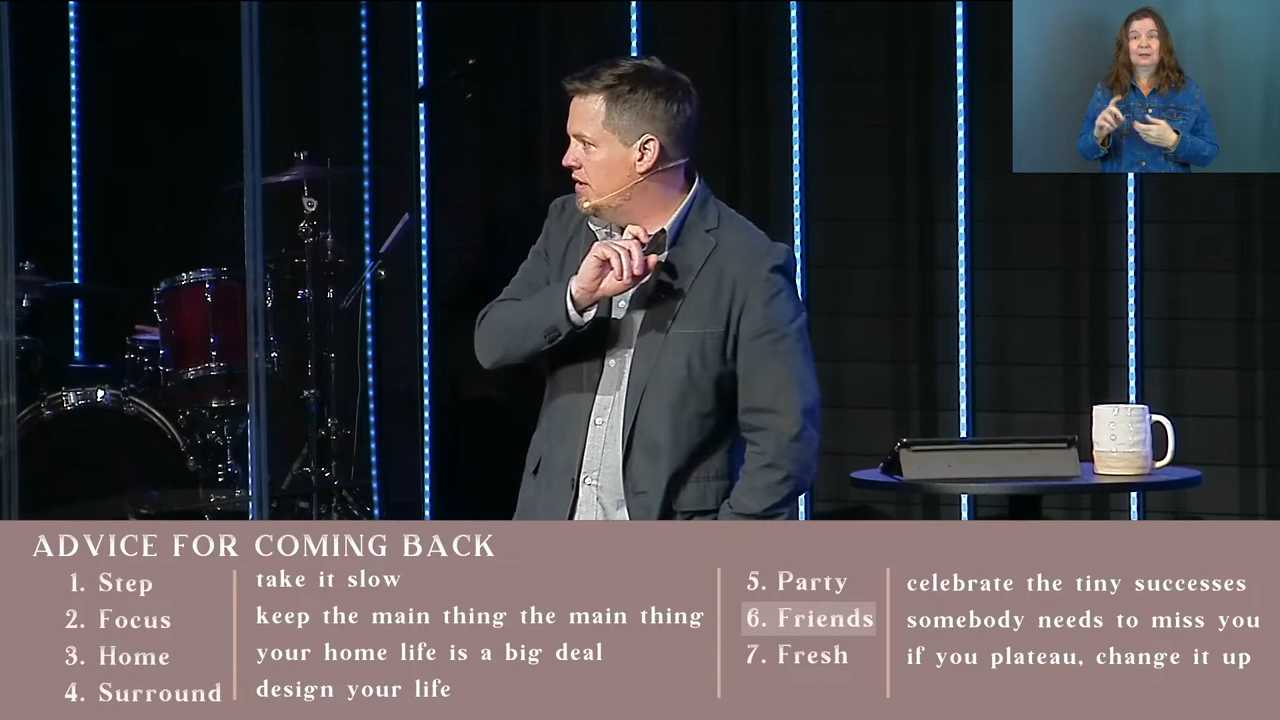 ADVICE FOR COMING BACK
1. Step
take it slow
2. Focus
keep the main thing the main thing
3. Home
your home life is a big deal
4. Surround
design your life
5. Party
celebrate the tiny successes
6. Friends
somebody needs to miss you
7. Fresh
if you plateau, change it up